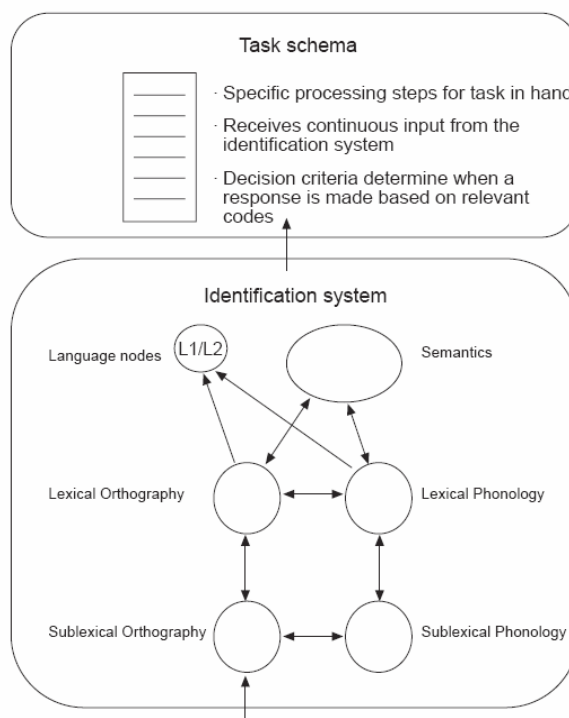 Task schema
· Specific processing steps for task in hand
· Receives continuous input from the
identification system
· Decision criteria determine when a
response is made based on relevant
codes
Identification system
Language nodes
L1/L2
Semantics
Lexical Orthography
Lexical Phonology
Sublexical Orthography
Sublexical Phonology